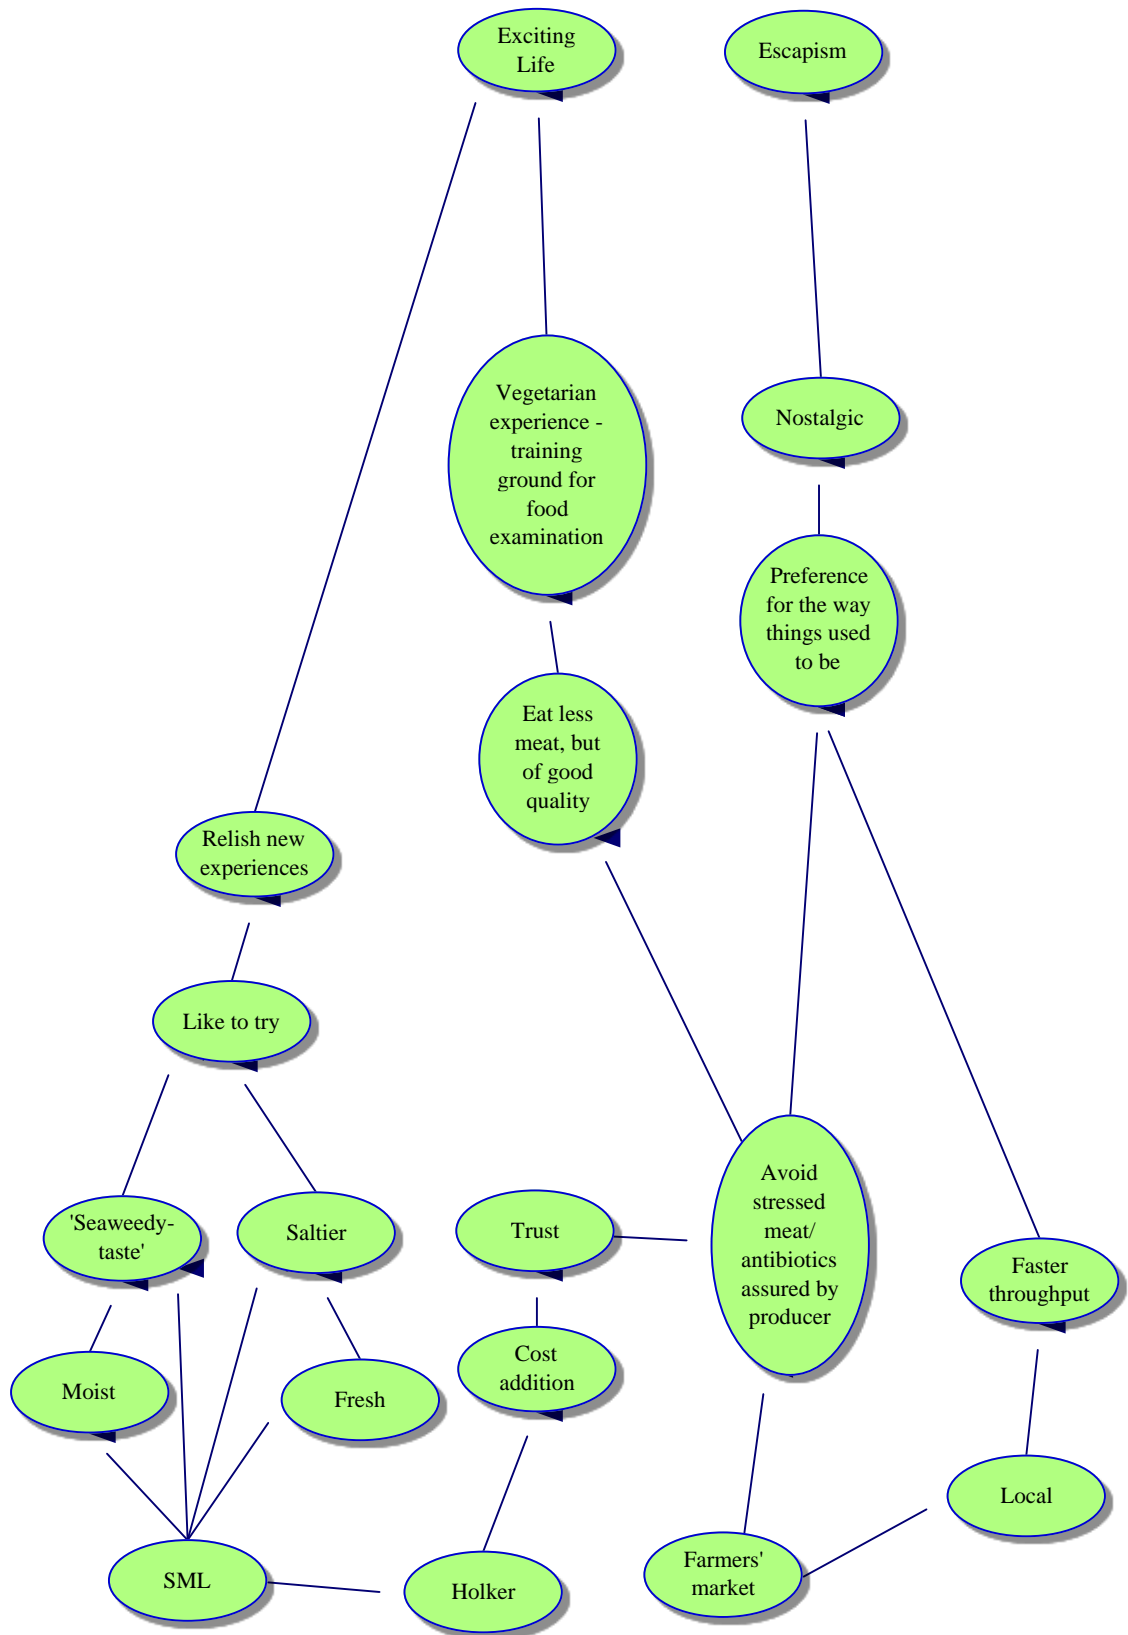 Exciting
Life
Escapism
Vegetarian
experience -
training
ground for
food
examination
Nostalgic
Preference
for the way
things used
to be
Eat less
meat, but
of good
quality
Relish new
experiences
Like to try
'Seaweedy-
taste'
Saltier
Trust
Avoid
stressed
meat/
antibiotics
assured by
producer
Faster
throughput
Moist
Fresh
Cost
addition
Local
SML
Holker
Farmers'
market